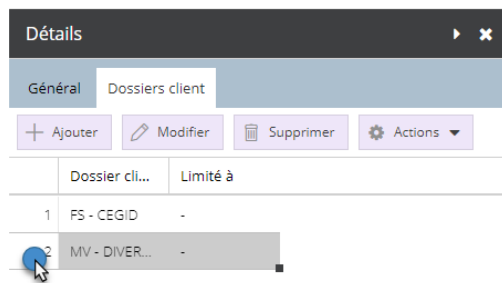 Détails
Général Dossiers client
Ajouter Modifier Supprimer Actions
Dossier cli... Limité à
1 FS - CEGID -
2 MV - DIVER... -